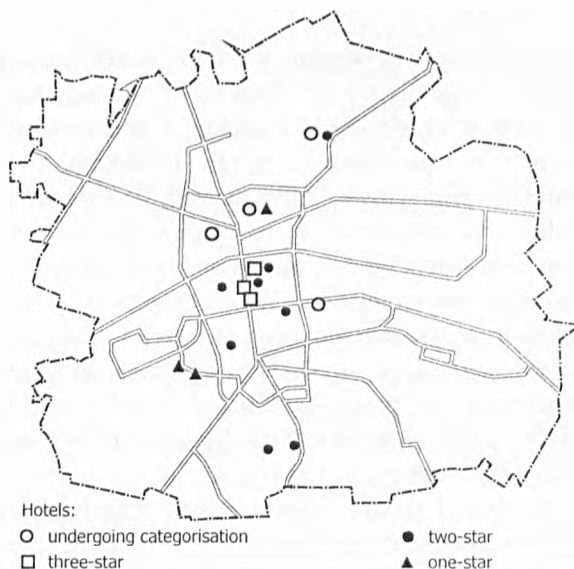 Hotels:
undergoing categorisation
three-star
two-star
one-star